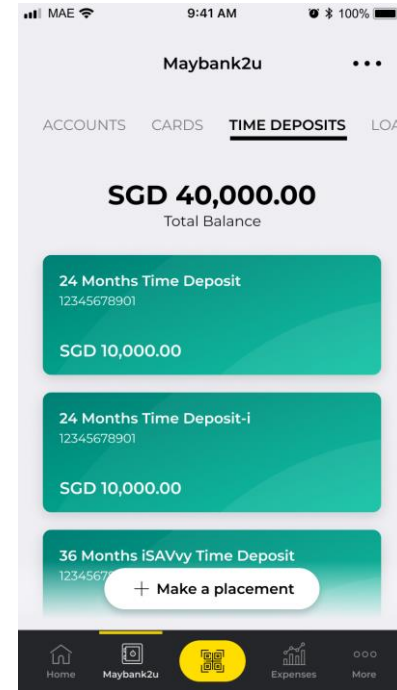 MAE 9:41 AM 100%
Maybank2u
ACCOUNTS CARDS TIME DEPOSITS LOA
SGD 40,000.00
Total Balance
24 Months Time Deposit
12345678901
SGD 10,000.00
24 Months Time Deposit-i
12345678901
SGD 10,000.00
36 Months iSAVvy Time Deposit
1234567
+ Make a placement
Home Maybank2u Expenses More